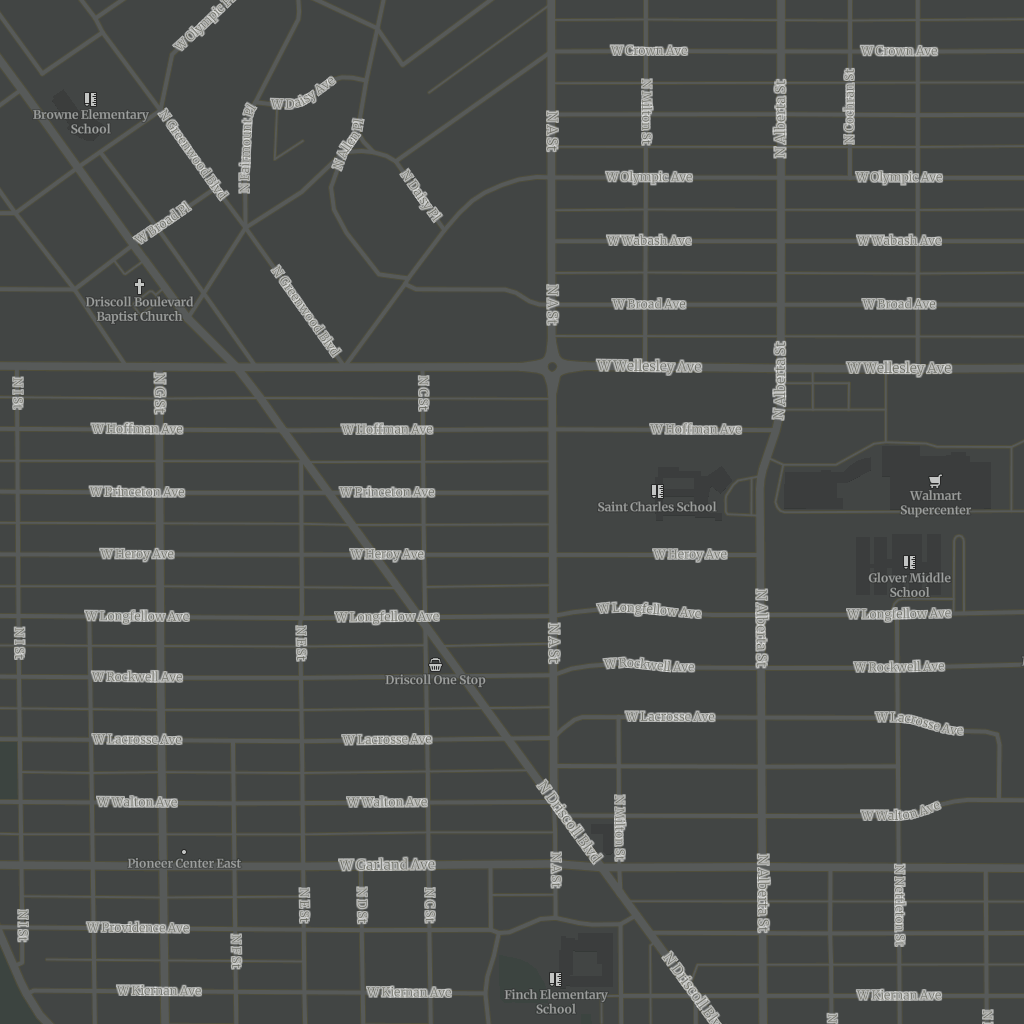 W Olympic
W Crown Ave
W Crown Ave
W Daisy Ave
N Milton St
N Alberta St
N Cochran St
Browne Elementary
School
N Greenwood Blvd
N Fairmount Pl
N Allen Pl
N A St
N Daisy Pl
W Olympic Ave
W Olympic Ave
W Broad Pl
W Wabash Ave
W Wabash Ave
Driscoll Boulevard
Baptist Church
N Greenwood Blvd
N A St
W Broad Ave
W Broad Ave
W Wellesley Ave
W Wellesley Ave
N Alberta St
N I St
N G St
N C St
W Hoffman Ave
W Hoffman Ave
W Hoffman Ave
W Princeton Ave
W Princeton Ave
Saint Charles School
Walmart
Supercenter
W Heroy Ave
W Heroy Ave
W Heroy Ave
Glover Middle
School
W Longfellow Ave
W Longfellow Ave
W Longfellow Ave
W Longfellow Ave
N I St
N E St
N A St
N Alberta St
W Rockwell Ave
Driscoll One Stop
W Rockwell Ave
W Rockwell Ave
W Lacrosse Ave
W Lacrosse Ave
W Lacrosse Ave
W Lacrosse Ave
W Walton Ave
W Walton Ave
N Driscoll Blvd
N Milton St
W Walton Ave
Pioneer Center East
W Garland Ave
N A St
N Alberta St
N Nettleton St
N I St
W Providence Ave
N F St
N E St
N D St
N C St
W Kiernan Ave
W Kiernan Ave
Finch Elementary
School
N Driscoll Blv
W Kiernan Ave